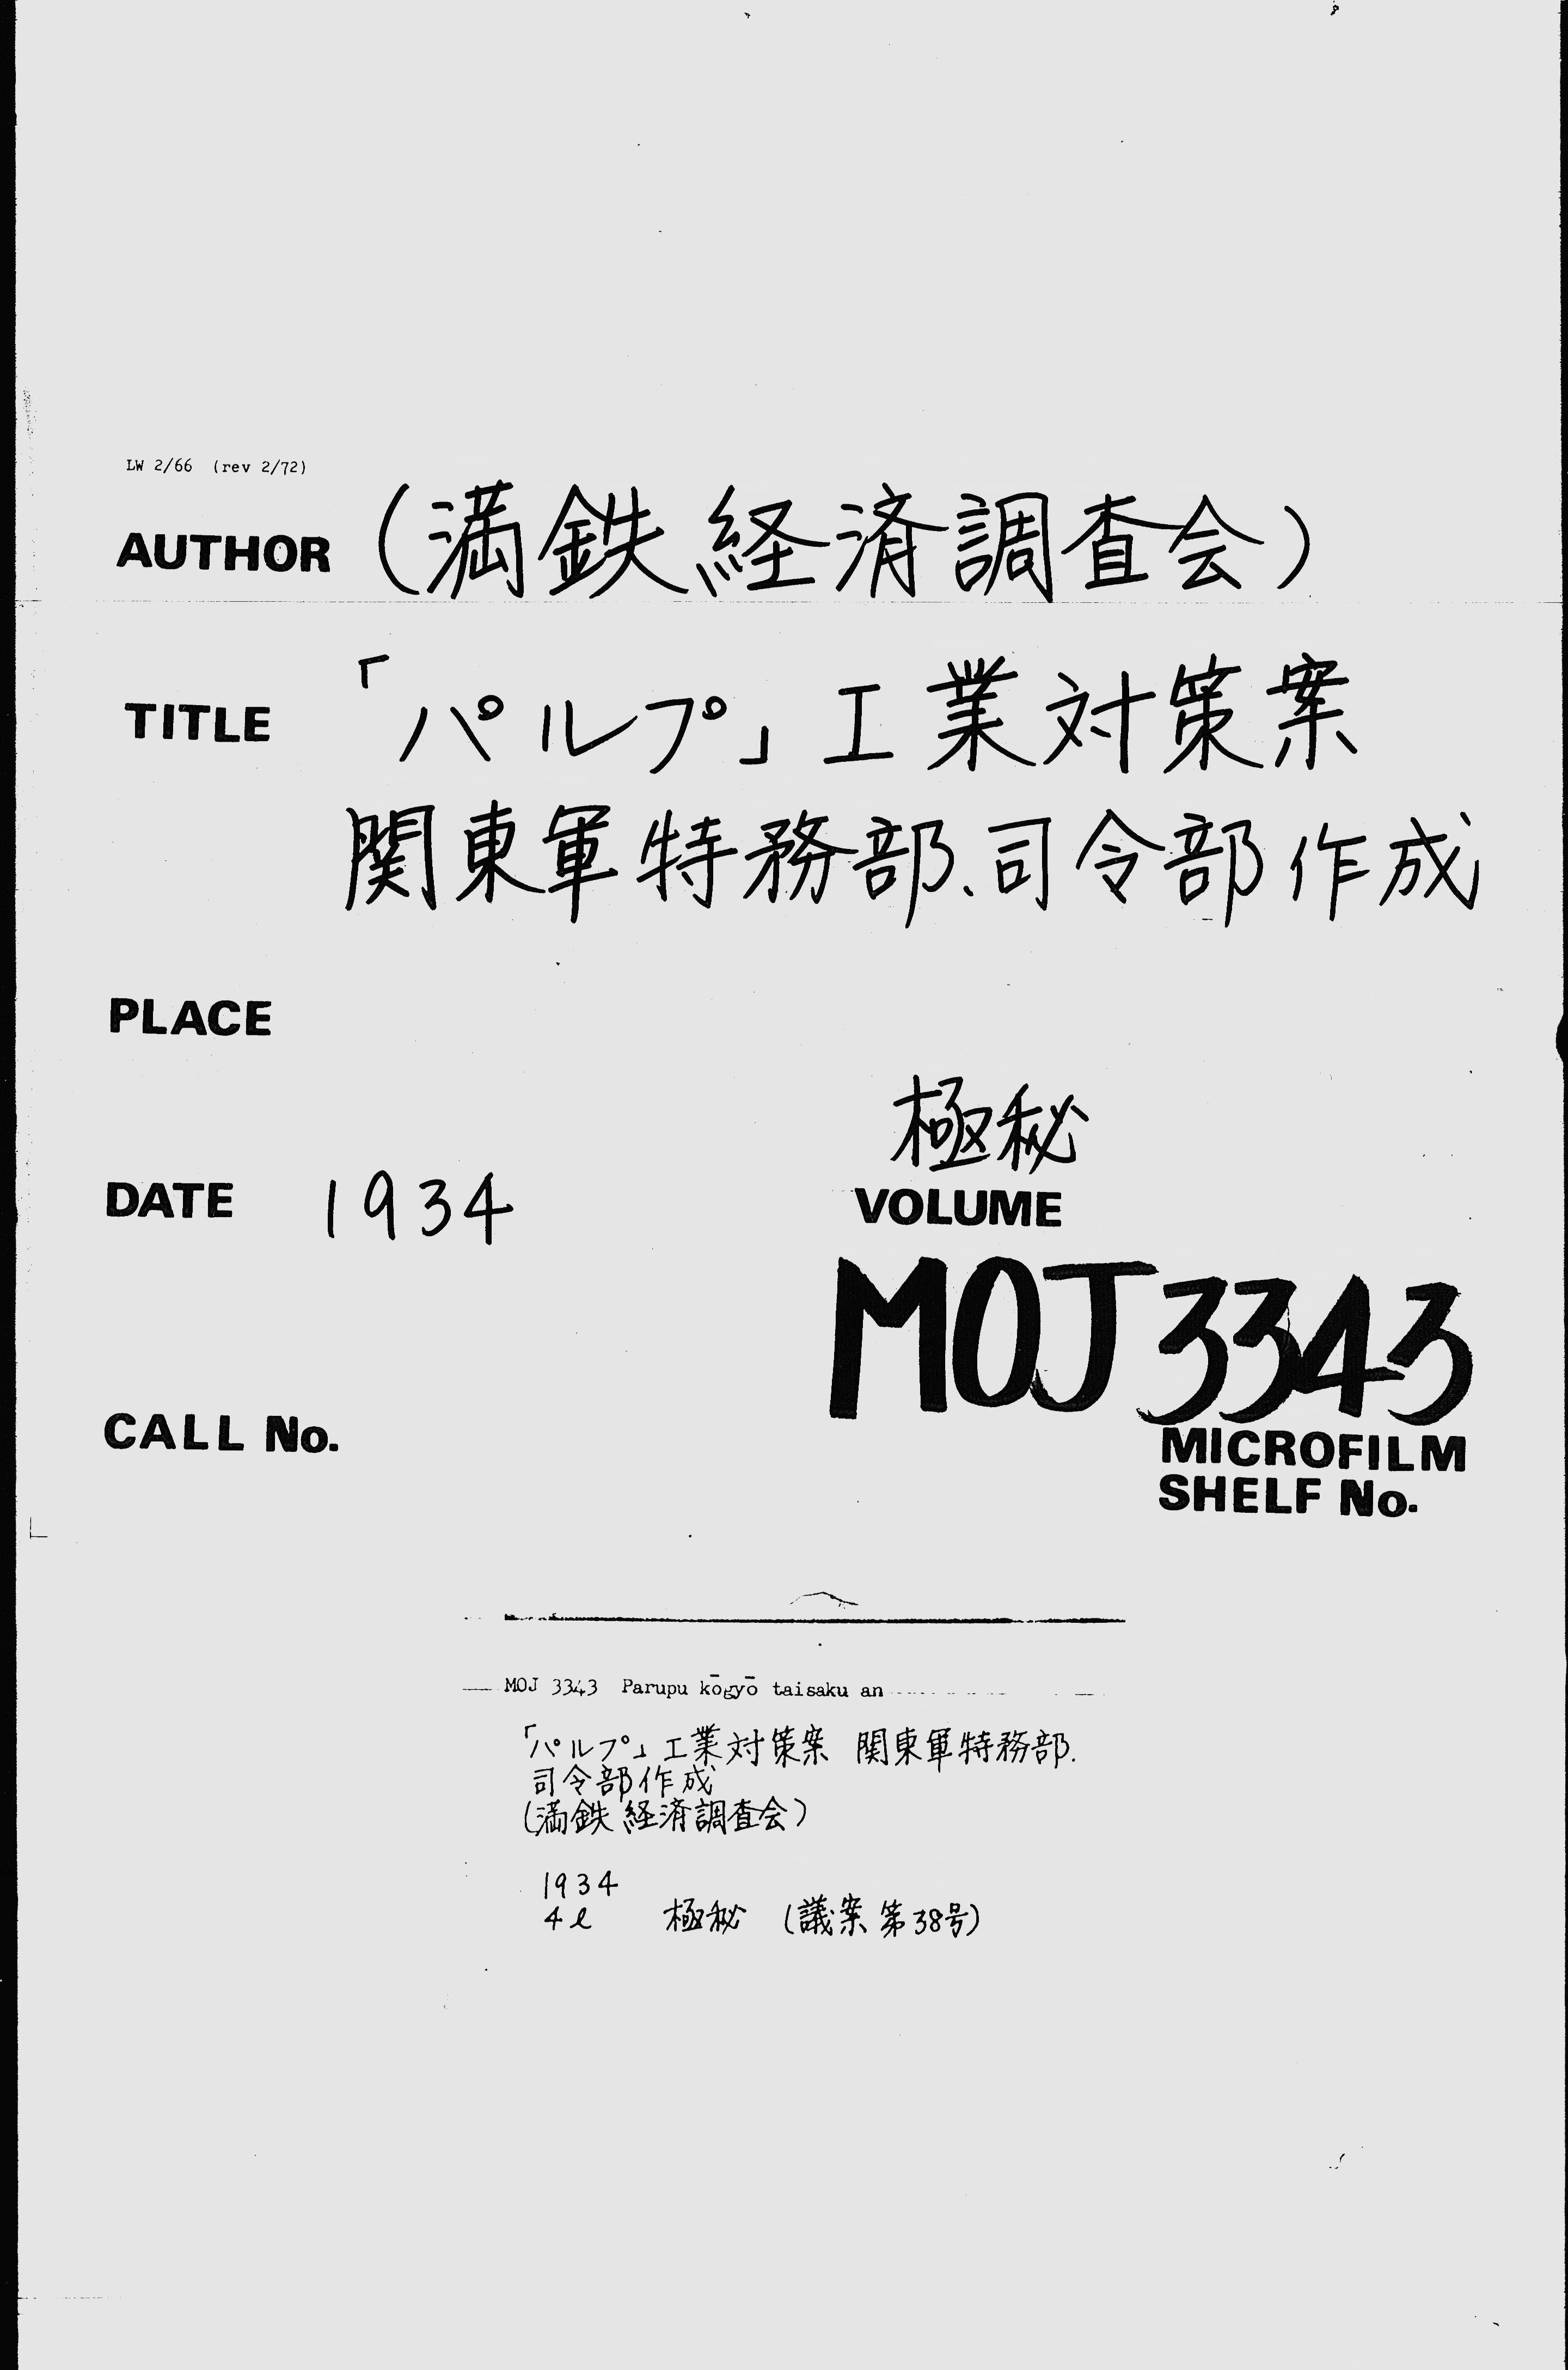 LW 2/66 (rev 2/72)
AUTHOR (満鉄経済調査会)
TITLE 「パルプ」工業対策案
関東軍特務部、司令部作成
PLACE
極秘
DATE 1934
VOLUME
MOJ 3343
CALL No.
MICROFILM
SHELF No.
MOJ 3343 Parupu kōgyō taisaku an
「パルプ」工業対策案 関東軍特務部.
司令部作成
(満鉄経済調査会)
1934
4ℓ 極秘 (議案第38号)